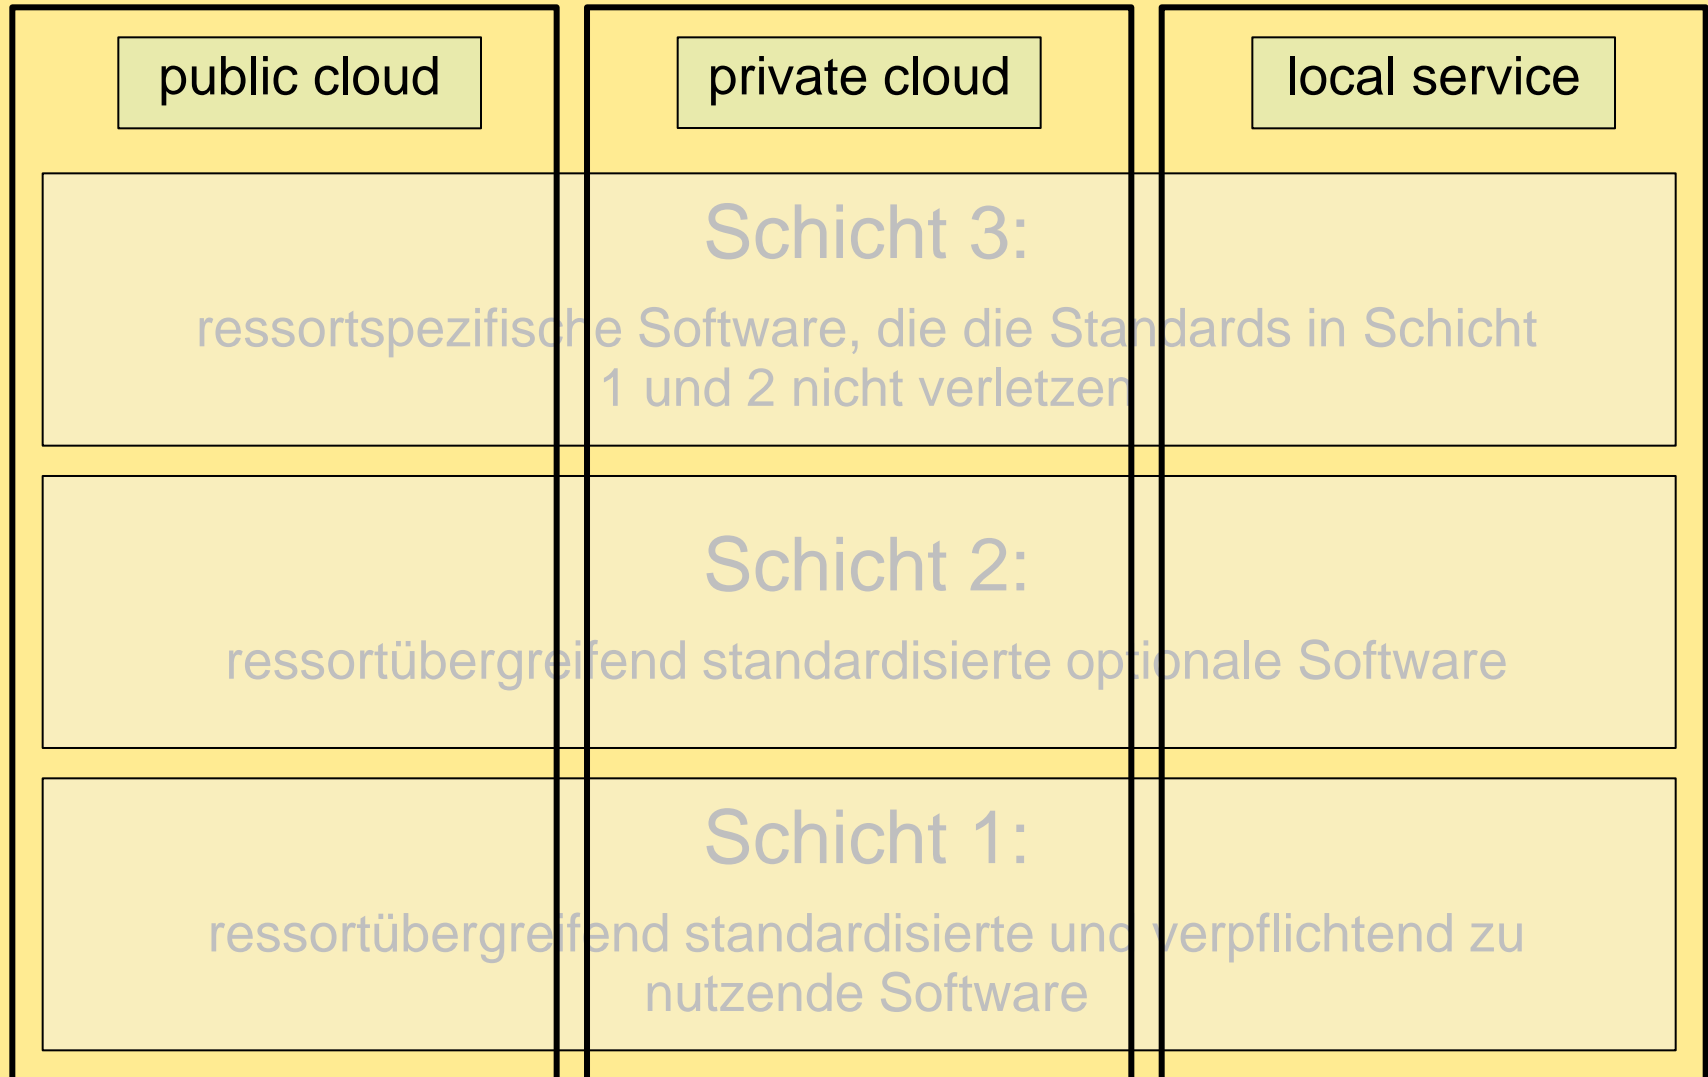 public cloud
private cloud
local service
Schicht 3:
ressortspezifische Software, die die Standards in Schicht
1 und 2 nicht verletzen
Schicht 2:
ressortübergreifend standardisierte optionale Software
Schicht 1:
ressortübergreifend standardisierte und verpflichtend zu
nutzende Software